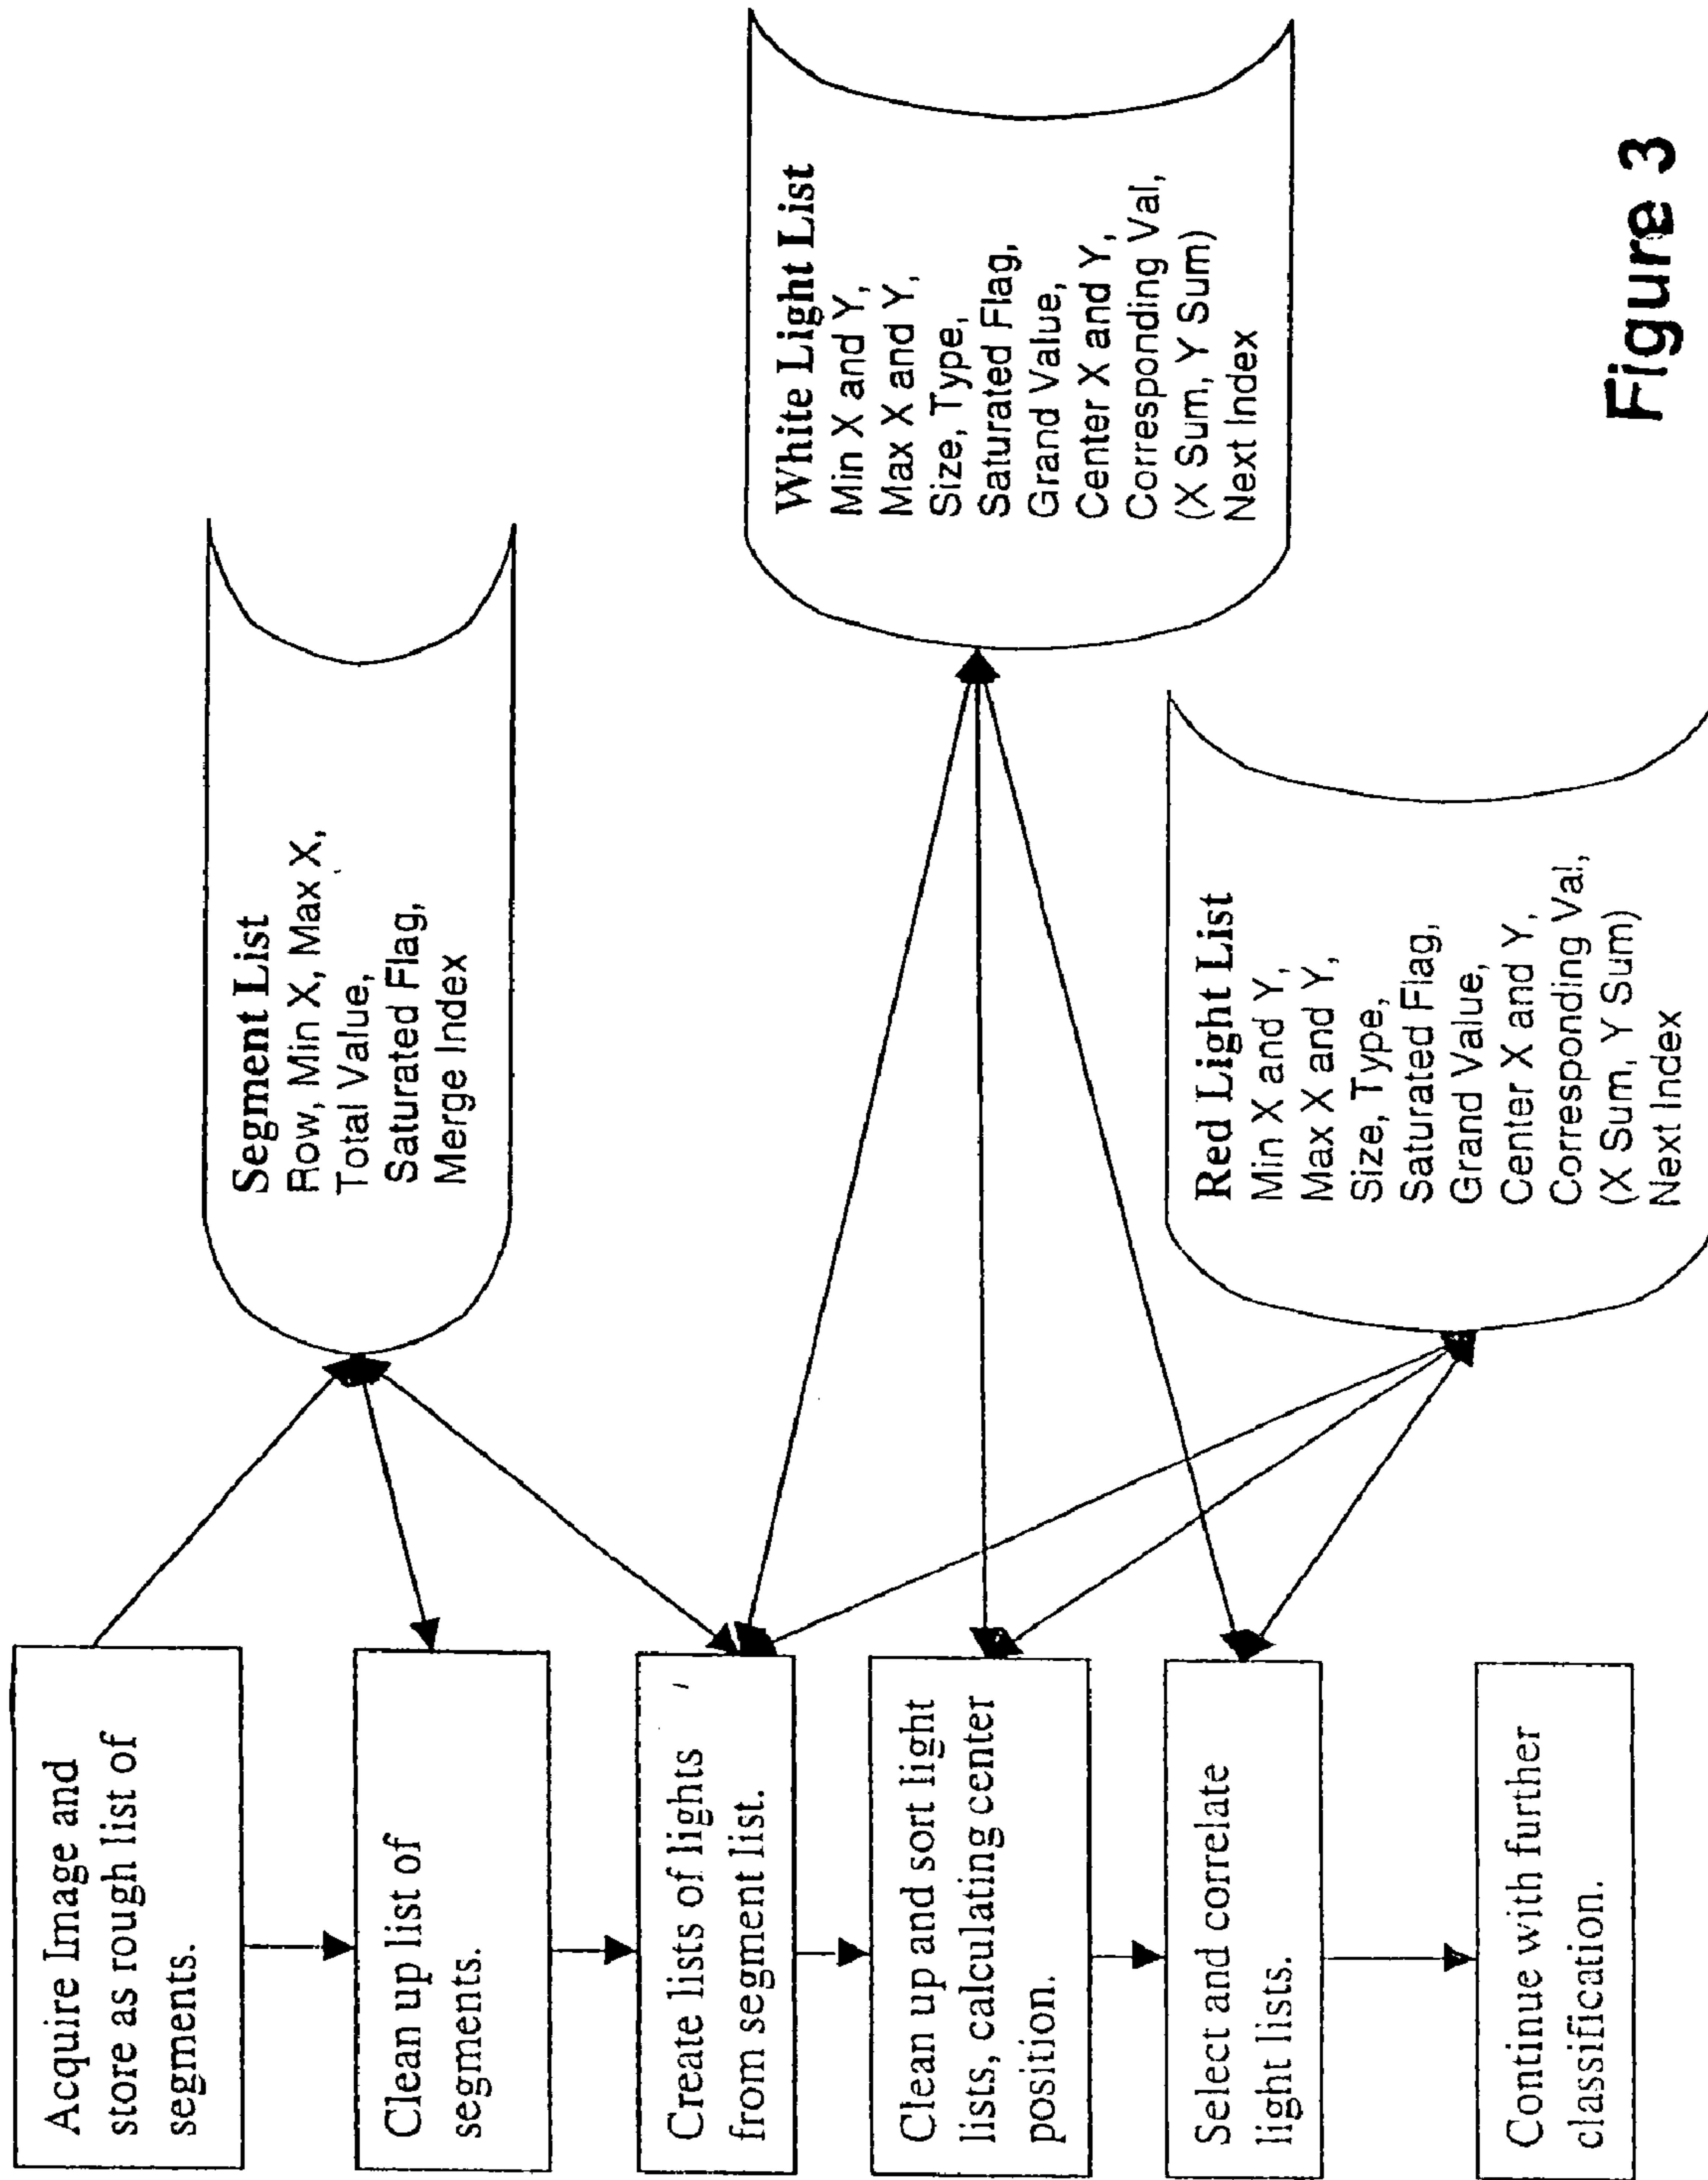 Acquire Image and
store as rough list of
segments.
Clean up list of
segments.
Create lists of lights
from segment list.
Clean up and sort light
lists, calculating center
position.
Select and correlate
light lists.
Continue with further
classification.
Segment List
Row, Min X, Max X,
Total Value,
Saturated Flag,
Merge Index
White Light List
Min X and Y,
Max X and Y,
Size, Type,
Saturated Flag,
Grand Value,
Center X and Y,
Corresponding Val,
(X Sum, Y Sum)
Next Index
Red Light List
Min X and Y,
Max X and Y,
Size, Type,
Saturated Flag,
Grand Value,
Center X and Y,
Corresponding Val,
(X Sum, Y Sum)
Next Index
Figure 3